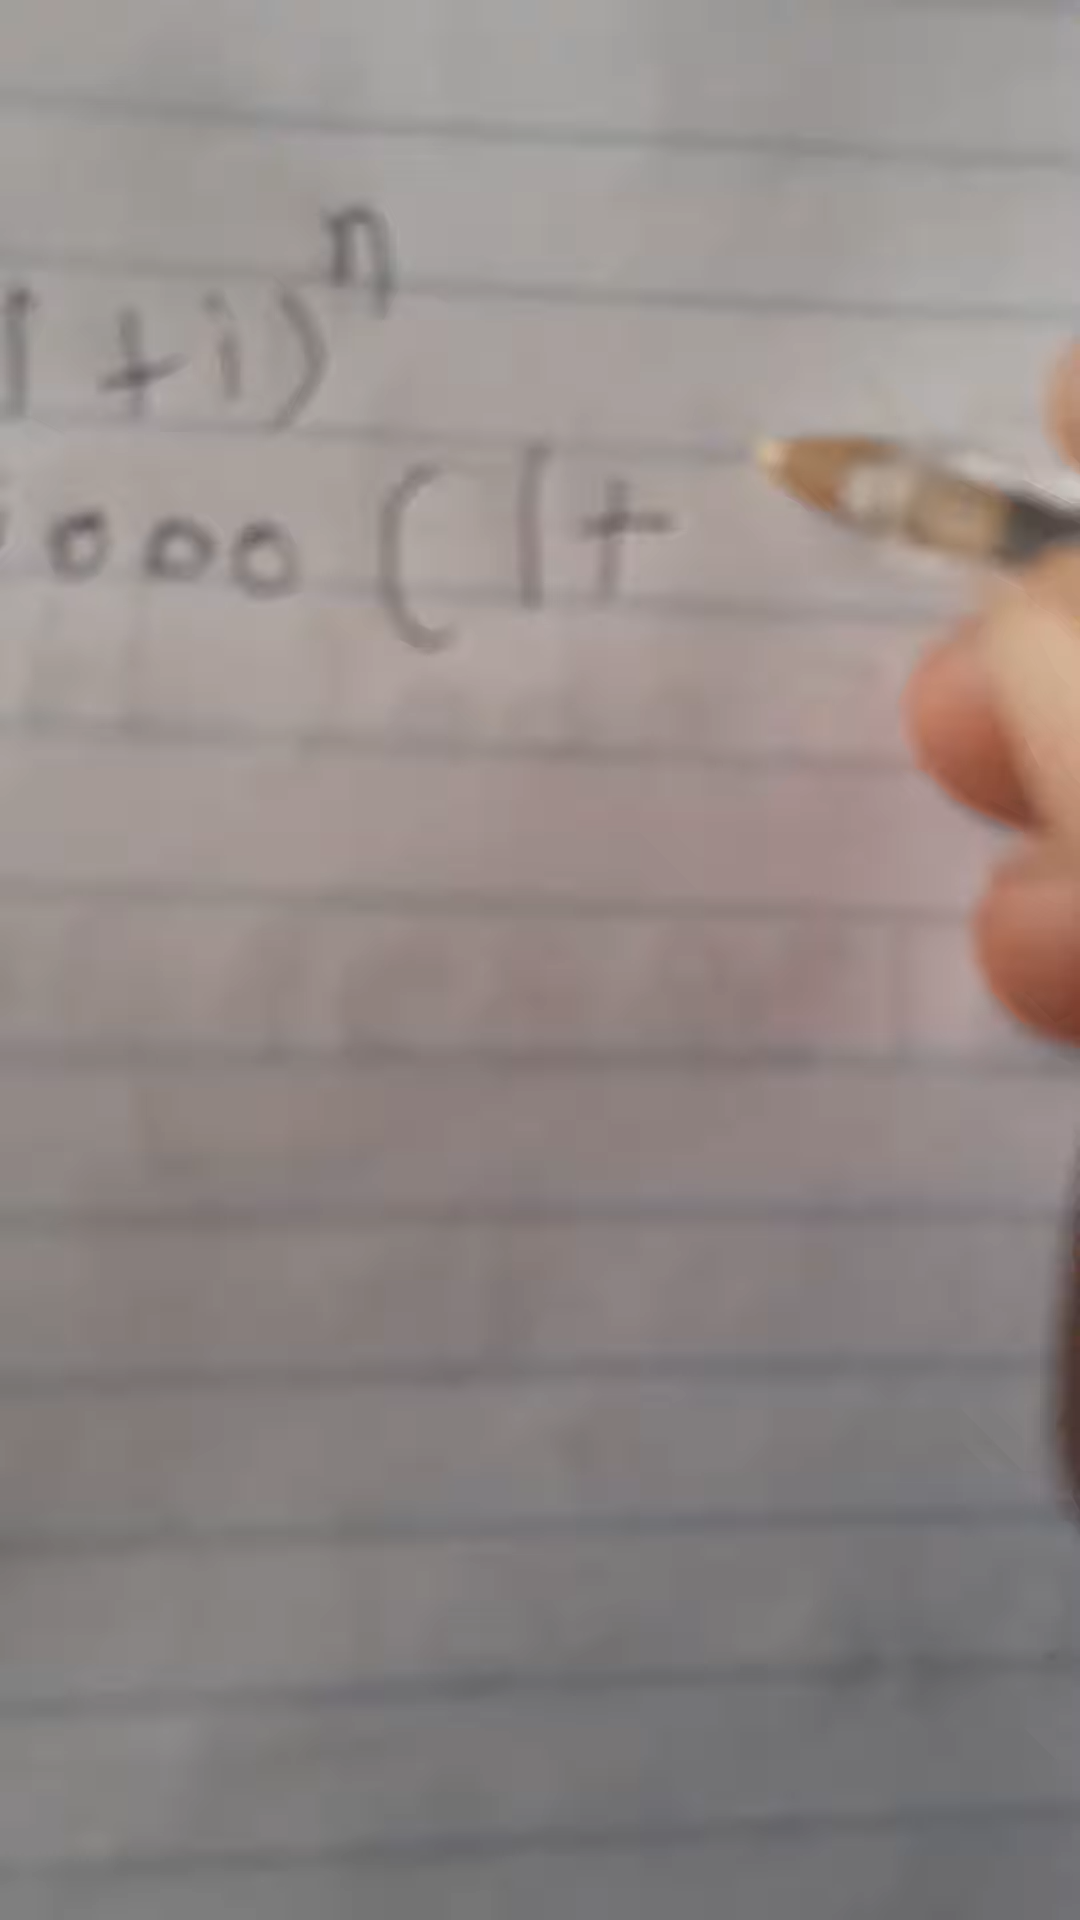 1 + i)ⁿ
000 ( 1 +